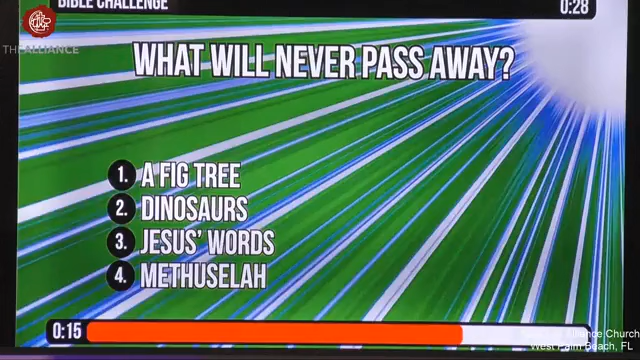 BIBLE CHALLENGE
0:28
THE ALLIANCE
WHAT WILL NEVER PASS AWAY?
1. A FIG TREE
2. DINOSAURS
3. JESUS' WORDS
4. METHUSELAH
0:15
Alliance Church
West Palm Beach, FL